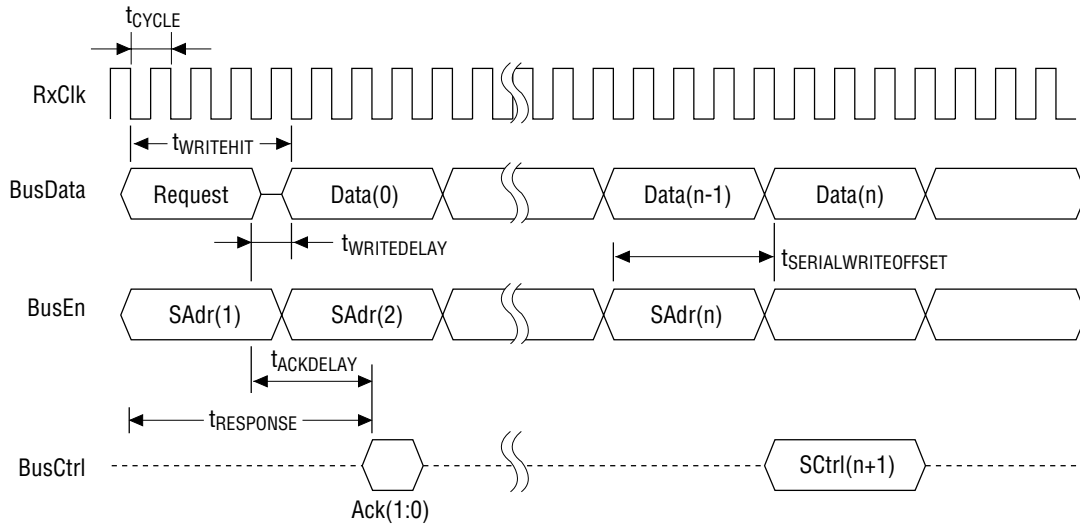 tCYCLE
RxClk
tWRITEHIT
BusData
Request
Data(0)
Data(n-1)
Data(n)
tWRITEDELAY
tSERIALWRITEOFFSET
BusEn
SAdr(1)
SAdr(2)
SAdr(n)
tACKDELAY
tRESPONSE
BusCtrl
SCtrl(n+1)
Ack(1:0)